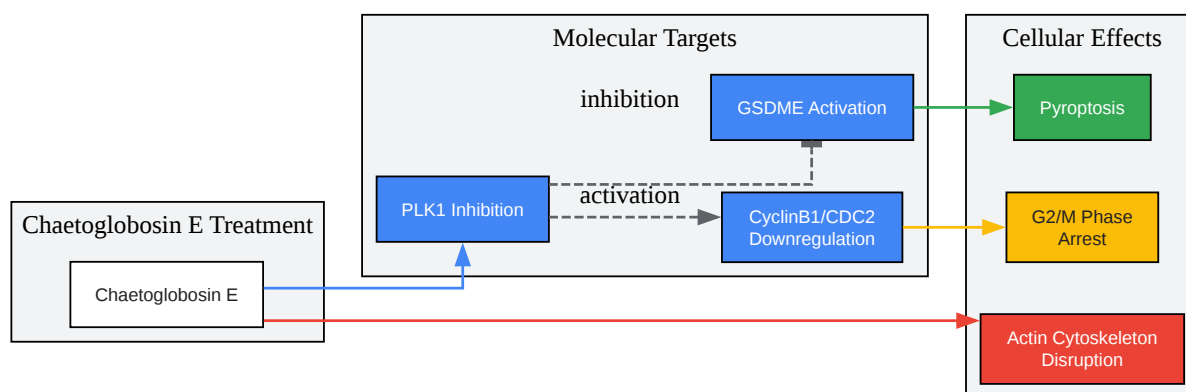 Molecular Targets
Cellular Effects
inhibition
GSDME Activation
Pyroptosis
PLK1 Inhibition
activation
CyclinB1/CDC2
Downregulation
G2/M Phase
Arrest
Chaetoglobosin E Treatment
Chaetoglobosin E
Actin Cytoskeleton
Disruption